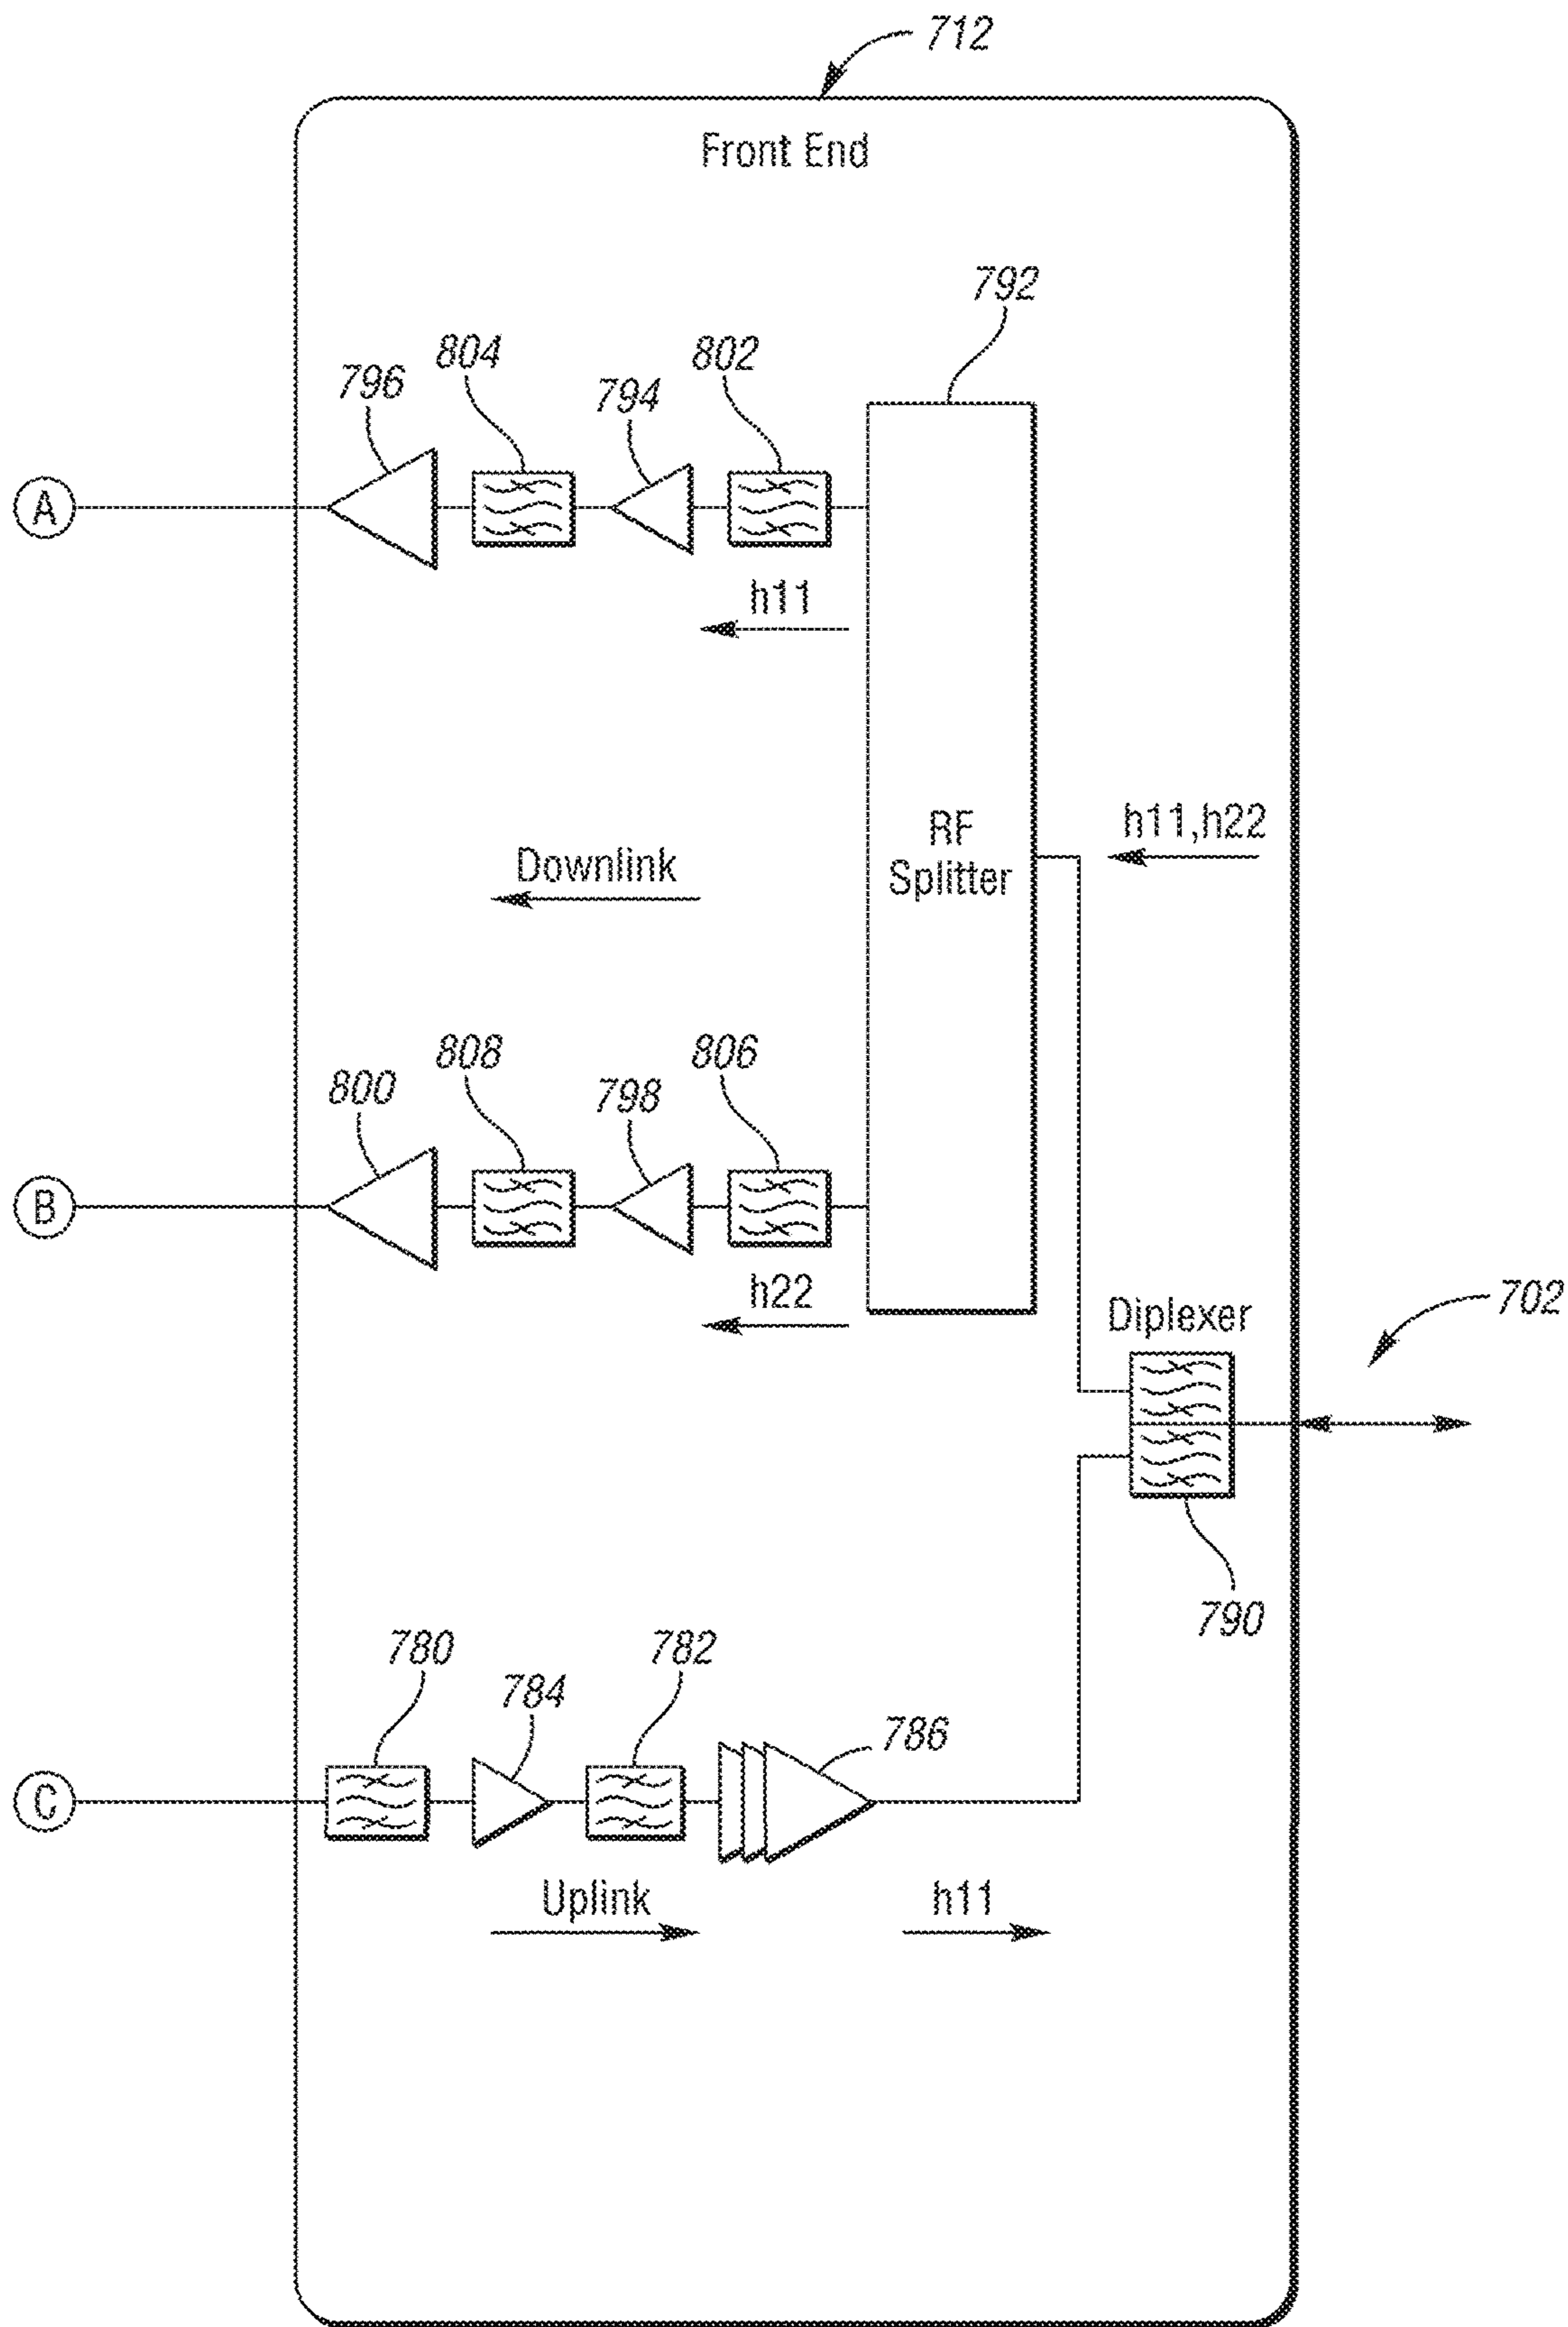 712
Front End
792
804
802
796
794
A
h11
h11,h22
RF
Splitter
Downlink
808
806
800
798
B
h22
Diplexer
702
790
780
782
784
786
C
Uplink
h11